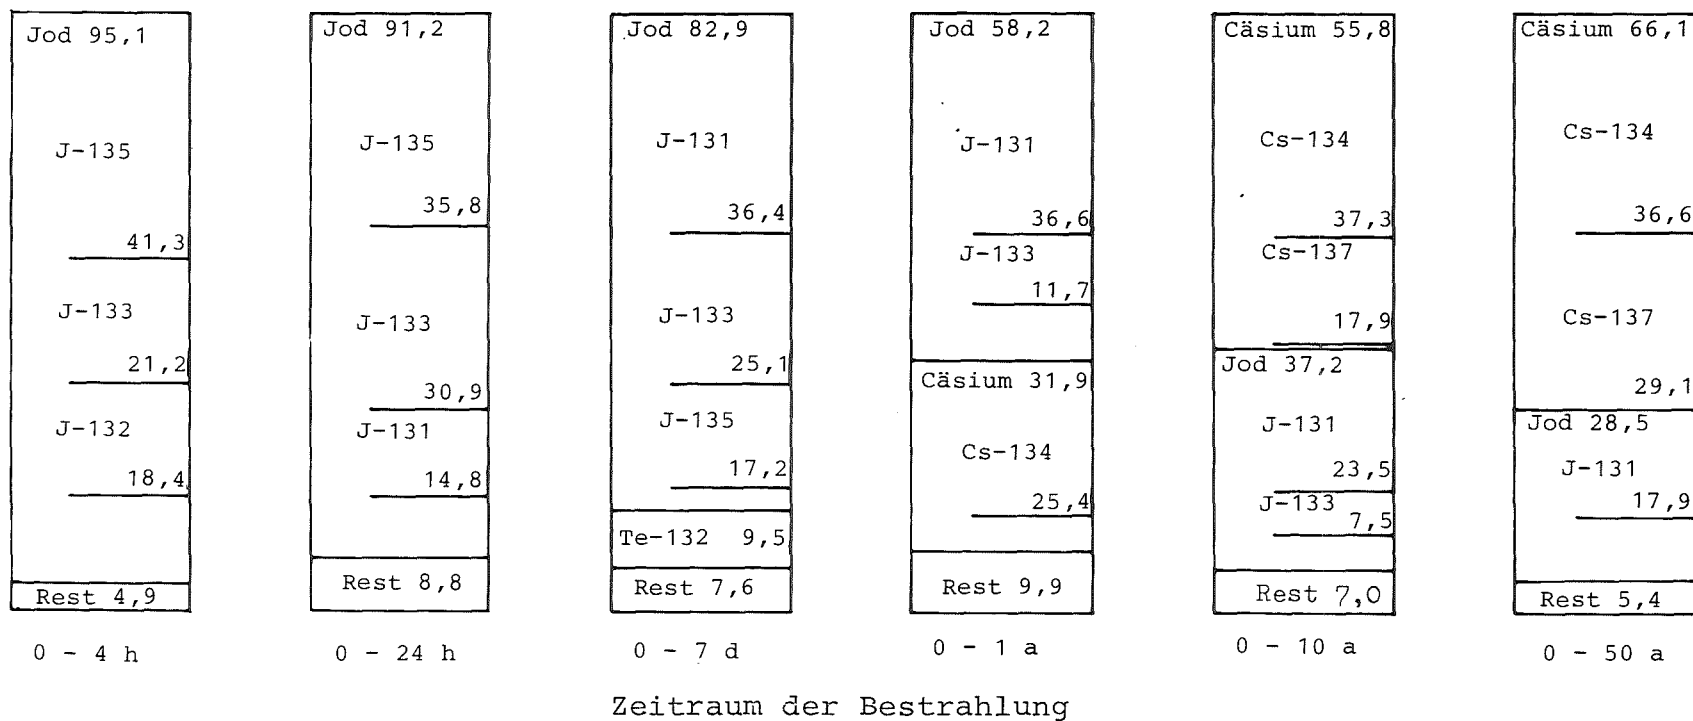 Jod 95,1
J-135
41,3
J-133
21,2
J-132
18,4
Rest 4,9
0 - 4 h
Jod 91,2
J-135
35,8
J-133
30,9
J-131
14,8
Rest 8,8
0 - 24 h
Jod 82,9
J-131
36,4
J-133
25,1
J-135
17,2
Te-132 9,5
Rest 7,6
0 - 7 d
Jod 58,2
J-131
36,6
J-133
11,7
Cäsium 31,9
Cs-134
25,4
Rest 9,9
0 - 1 a
Cäsium 55,8
Cs-134
37,3
Cs-137
17,9
Jod 37,2
J-131
23,5
J-133
7,5
Rest 7,0
0 - 10 a
Cäsium 66,1
Cs-134
36,6
Cs-137
29,1
Jod 28,5
J-131
17,9
Rest 5,4
0 - 50 a
Zeitraum der Bestrahlung